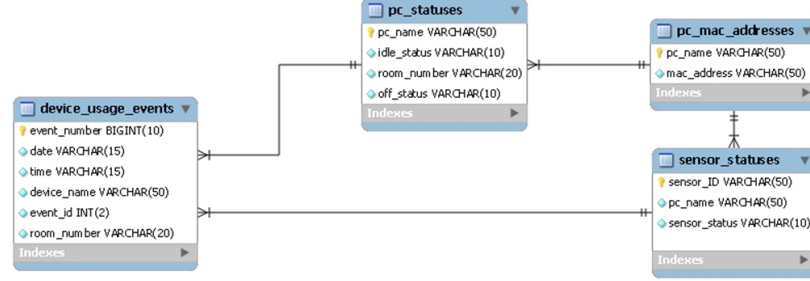 pc_statuses
pc_name VARCHAR(50)
idle_status VARCHAR(10)
room_number VARCHAR(20)
off_status VARCHAR(10)
Indexes
pc_mac_addresses
pc_name VARCHAR(50)
mac_address VARCHAR(50)
Indexes
device_usage_events
event_number BIGINT(10)
date VARCHAR(15)
time VARCHAR(15)
device_name VARCHAR(50)
event_id INT(2)
room_number VARCHAR(20)
Indexes
sensor_statuses
sensor_ID VARCHAR(50)
pc_name VARCHAR(50)
sensor_status VARCHAR(10)
Indexes